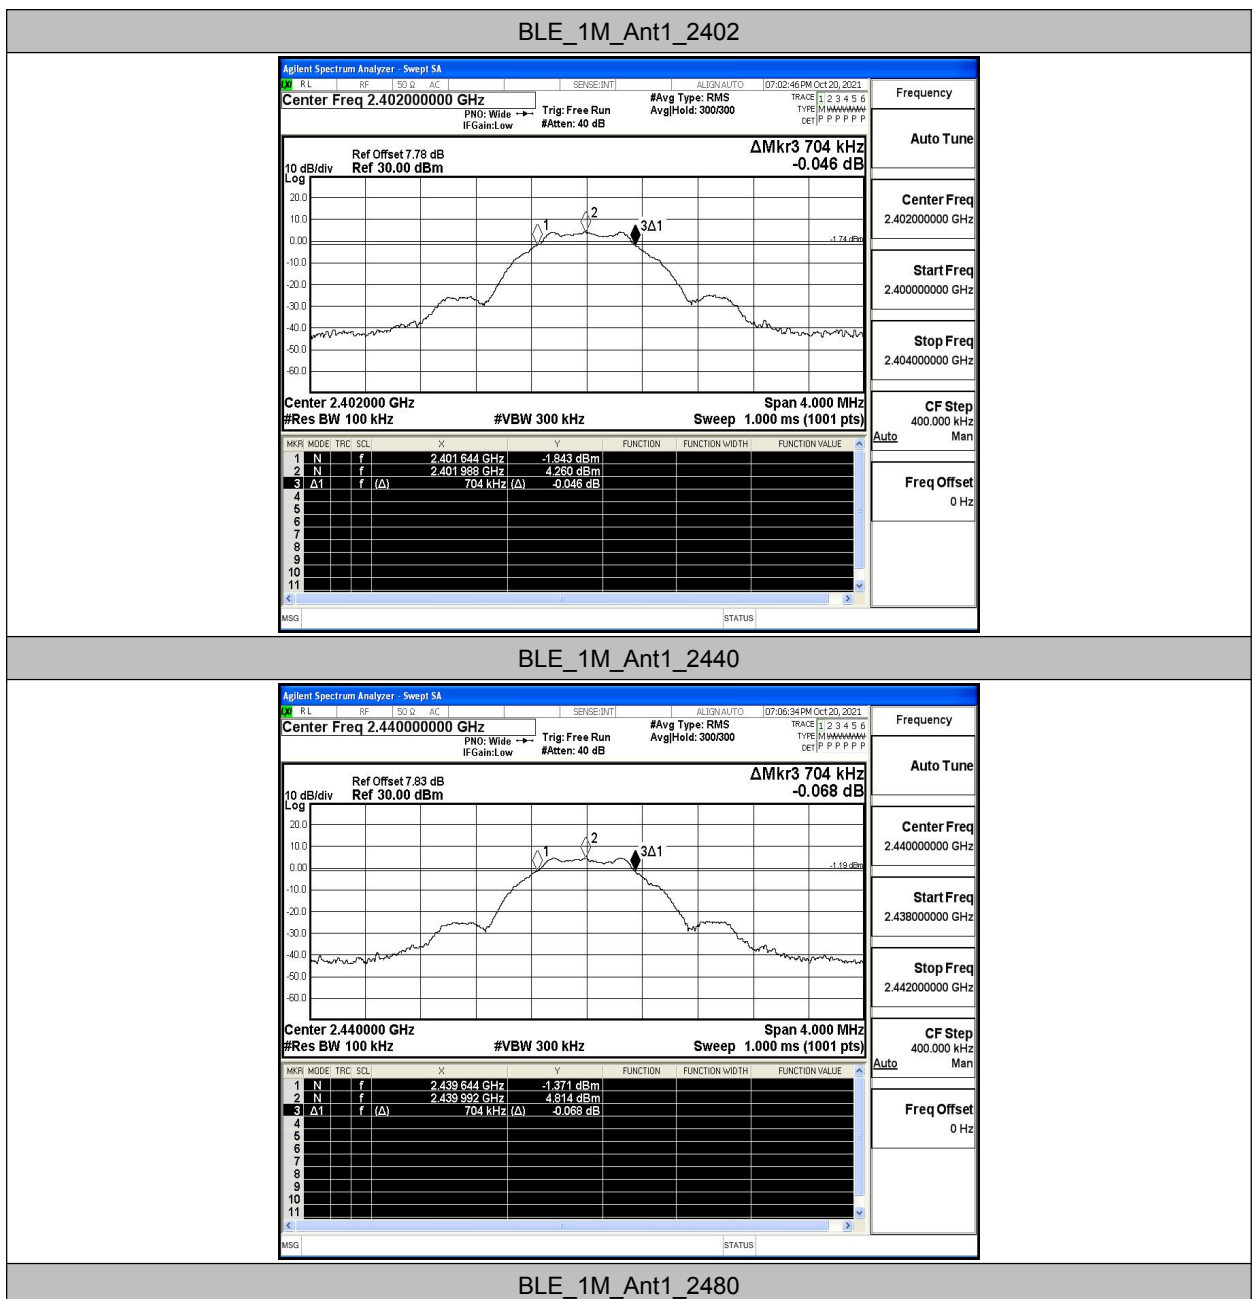 BLE_1M_Ant1_2402
Agilent Spectrum Analyzer - Swept SA
LXI RL RF 50 Ω AC SENSE:INT ALIGN AUTO 07:02:46 PM Oct 20, 2021
Center Freq 2.402000000 GHz
PNO: Wide
IFGain:Low
Trig: Free Run
#Atten: 40 dB
#Avg Type: RMS
Avg|Hold: 300/300
TRACE 1 2 3 4 5 6
TYPE M WWWWW
DET P P P P P P
Frequency
Auto Tune
Center Freq
2.402000000 GHz
Start Freq
2.400000000 GHz
Stop Freq
2.404000000 GHz
CF Step
400.000 kHz
Auto Man
Freq Offset
0 Hz
ΔMkr3 704 kHz
-0.046 dB
Ref Offset 7.78 dB
10 dB/div Ref 30.00 dBm
Log
20.0
10.0
0.00
-10.0
-20.0
-30.0
-40.0
-50.0
-60.0
1
2
3Δ1
-1.74 dBm
Center 2.402000 GHz Span 4.000 MHz
#Res BW 100 kHz #VBW 300 kHz Sweep 1.000 ms (1001 pts)
MKR MODE TRC SCL X Y FUNCTION FUNCTION WIDTH FUNCTION VALUE
1 N f 2.401 644 GHz -1.843 dBm
2 N f 2.401 988 GHz 4.260 dBm
3 Δ1 f (Δ) 704 kHz (Δ) -0.046 dB
4
5
6
7
8
9
10
11
MSG STATUS
BLE_1M_Ant1_2440
Agilent Spectrum Analyzer - Swept SA
LXI RL RF 50 Ω AC SENSE:INT ALIGN AUTO 07:06:34 PM Oct 20, 2021
Center Freq 2.440000000 GHz
PNO: Wide
IFGain:Low
Trig: Free Run
#Atten: 40 dB
#Avg Type: RMS
Avg|Hold: 300/300
TRACE 1 2 3 4 5 6
TYPE M WWWWW
DET P P P P P P
Frequency
Auto Tune
Center Freq
2.440000000 GHz
Start Freq
2.438000000 GHz
Stop Freq
2.442000000 GHz
CF Step
400.000 kHz
Auto Man
Freq Offset
0 Hz
ΔMkr3 704 kHz
-0.068 dB
Ref Offset 7.83 dB
10 dB/div Ref 30.00 dBm
Log
20.0
10.0
0.00
-10.0
-20.0
-30.0
-40.0
-50.0
-60.0
1
2
3Δ1
-1.19 dBm
Center 2.440000 GHz Span 4.000 MHz
#Res BW 100 kHz #VBW 300 kHz Sweep 1.000 ms (1001 pts)
MKR MODE TRC SCL X Y FUNCTION FUNCTION WIDTH FUNCTION VALUE
1 N f 2.439 644 GHz -1.371 dBm
2 N f 2.439 992 GHz 4.814 dBm
3 Δ1 f (Δ) 704 kHz (Δ) -0.068 dB
4
5
6
7
8
9
10
11
MSG STATUS
BLE_1M_Ant1_2480